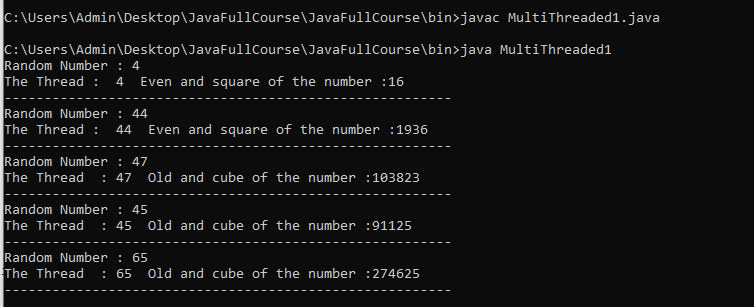 C:\Users\Admin\Desktop\JavaFullCourse\JavaFullCourse\bin>javac MultiThreaded1.java
C:\Users\Admin\Desktop\JavaFullCourse\JavaFullCourse\bin>java MultiThreaded1
Random Number : 4
The Thread :  4  Even and square of the number :16
---------------------------------------------------
Random Number : 44
The Thread :  44  Even and square of the number :1936
---------------------------------------------------
Random Number : 47
The Thread  : 47  Old and cube of the number :103823
---------------------------------------------------
Random Number : 45
The Thread  : 45  Old and cube of the number :91125
---------------------------------------------------
Random Number : 65
The Thread  : 65  Old and cube of the number :274625
---------------------------------------------------